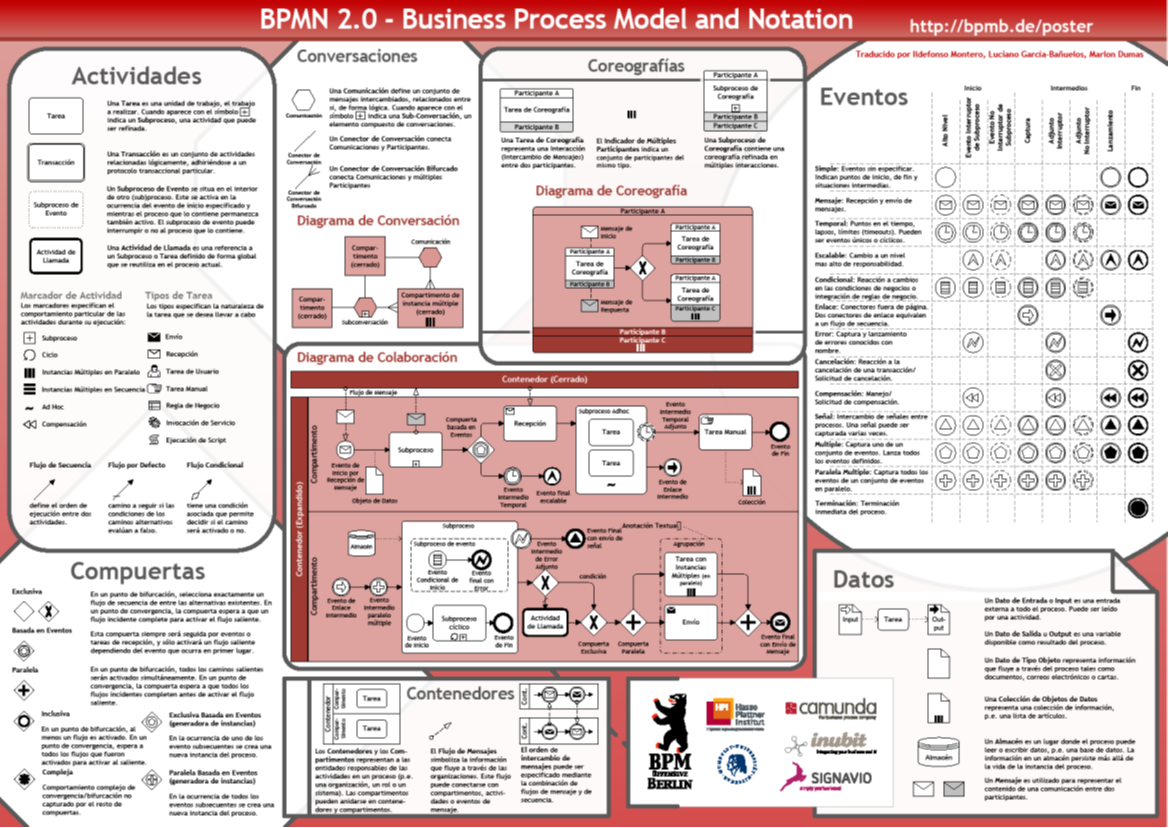 BPMN 2.0 - Business Process Model and Notation
http://bpmb.de/poster
Traducido por Ildefonso Montero, Luciano García-Bañuelos, Marlon Dumas
Actividades
Tarea
Una Tarea es una unidad de trabajo, el trabajo
a realizar. Cuando aparece con el símbolo
indica un Subproceso, una actividad que puede
ser refinada.
Transacción
Una Transacción es un conjunto de actividades
relacionadas lógicamente, adhiriéndose a un
protocolo transaccional particular.
Subproceso de
Evento
Un Subproceso de Evento se situa en el interior
de otro (sub)proceso. Este se activa en la
ocurrencia del evento de inicio especificado y
mientras el proceso que lo contiene permanezca
también activo. El subproceso de evento puede
interrumpir o no al proceso que lo contiene.
Actividad de
Llamada
Una Actividad de Llamada es una referencia a
un Subproceso o Tarea definido de forma global
que se reutiliza en el proceso actual.
Marcador de Actividad
Los marcadores especifican el
comportamiento particular de las
actividades durante su ejecución:
Subproceso
Ciclo
Instancias Múltiples en Paralelo
Instancias Múltiples en Secuencia
Ad Hoc
Compensación
Tipos de Tarea
Los tipos especifican la naturaleza de
la tarea que se desea llevar a cabo
Envío
Recepción
Tarea de Usuario
Tarea Manual
Regla de Negocio
Invocación de Servicio
Ejecución de Script
Flujo de Secuencia
define el orden de
ejecución entre dos
actividades.
Flujo por Defecto
camino a seguir si las
condiciones de los
caminos alternativos
evalúan a falso.
Flujo Condicional
tiene una condición
asociada que permite
decidir si el camino
será activado o no.
Conversaciones
Comunicación
Una Comunicación define un conjunto de
mensajes intercambiados, relacionados entre
sí, de forma lógica. Cuando aparece con el
símbolo indica una Sub-Conversación, un
elemento compuesto de conversaciones.
Conector de
Conversación
Un Conector de Conversación conecta
Comunicaciones y Participantes.
Conector de
Conversación
Bifurcado
Un Conector de Conversación Bifurcado
conecta Comunicaciones y múltiples
Participantes
Diagrama de Conversación
Compar-
timento
(cerrado)
Comunicación
Compar-
timento
(cerrado)
subconversación
Compartimento de
instancia múltiple
(cerrado)
Coreografías
Participante A
Tarea de Coreografía
Participante B
Una Tarea de Coreografía
representa una Interacción
(Intercambio de Mensajes)
entre dos participantes.
El Indicador de Múltiples
Participantes indica un
conjunto de participantes del
mismo tipo.
Participante A
Subproceso de
Coreografía
Participante B
Participante C
Una Subproceso de
Coreografía contiene una
coreografía refinada en
múltiples interacciones.
Diagrama de Coreografía
Participante A
mensaje de
inicio
Participante A
Tarea de
Coreografía
Participante B
mensaje de
Respuesta
Participante A
Tarea de
Coreografía
Participante B
Participante A
Tarea de
Coreografía
Participante C
Participante B
Participante C
Eventos
Inicio
Intermedios
Fin
Alto Nivel
Evento Interruptor
de Subproceso
Evento No
Interruptor de
Subproceso
Captura
Adjunto
Interruptor
Adjunto
No Interruptor
Lanzamiento
Simple: Eventos sin especificar.
Indican puntos de inicio, de fin y
situaciones intermedias.
Mensaje: Recepción y envío de
mensajes.
Temporal: Puntos en el tiempo,
lapsos, límites (timeouts). Pueden
ser eventos únicos o cíclicos.
Escalable: Cambio a un nivel
mas alto de responsabilidad.
Condicional: Reacción a cambios
en las condiciones de negocios o
integración de reglas de negocio.
Enlace: Conectores fuera de página.
Dos conectores de enlace equivalen
a un flujo de secuencia.
Error: Captura y lanzamiento
de errores conocidos con
nombre.
Cancelación: Reacción a la
cancelación de una transacción/
Solicitud de cancelación.
Compensación: Manejo/
Solicitud de compensación.
Señal: Intercambio de señales entre
procesos. Una señal puede ser
capturada varias veces.
Multiple: Captura uno de un
conjunto de eventos. Lanza todos
los eventos definidos.
Paralela Multiple: Captura todos los
eventos de un conjunto de eventos
en paralelo.
Terminación: Terminación
inmediata del proceso.
Diagrama de Colaboración
Contenedor (Cerrado)
Flujo de Mensaje
Contenedor (Expandido)
Compartimento
Evento de
Inicio por
Recepción de
Mensaje
Objeto de Datos
Subproceso
Compuerta
basada en
Eventos
Recepción
Evento
Intermedio
Temporal
Evento final
escalable
Subproceso Adhoc
Tarea
Tarea
Evento
Intermedio
Temporal
Adjunto
Evento de
Enlace
Intermedio
Tarea Manual
Evento
de Fin
Colección
Compartimento
Almacén
Evento de
Enlace
Intermedio
Evento
Intermedio
paralelo
múltiple
Subproceso
Subproceso de evento
Evento
Condicional de
Inicio
Evento
final con
Error
Evento
de Inicio
Subproceso
cíclico
Evento
de Fin
Evento
Intermedio
de Error
Adjunto
Evento Final
con envío de
señal
condición
Actividad
de Llamada
Compuerta
Exclusiva
Compuerta
Paralela
Anotación Textual
Agrupación
Tarea con
Instancias
Múltiples (en
paralelo)
Envío
Evento Final
con Envío de
mensaje
Compuertas
Exclusiva
En un punto de bifurcación, selecciona exactamente un
flujo de secuencia de entre las alternativas existentes. En
un punto de convergencia, la compuerta espera a que un
flujo incidente complete para activar el flujo saliente.
Basada en Eventos
Esta compuerta siempre será seguida por eventos o
tareas de recepción, y sólo activará un flujo saliente
dependiendo del evento que ocurra en primer lugar.
Paralela
En un punto de bifurcación, todos los caminos salientes
serán activados simultáneamente. En un punto de
convergencia, la compuerta espera a que todos los
flujos incidentes completen antes de activar el flujo
saliente.
Inclusiva
En un punto de bifurcación, al
menos un flujo es activado. En un
punto de convergencia, espera a
todos los flujos que fueron
activados para activar al saliente.
Compleja
Comportamiento complejo de
convergencia/bifurcación no
capturado por el resto de
compuertas.
Exclusiva Basada en Eventos
(generadora de instancias)
En la ocurrencia de uno de los
eventos subsecuentes se crea una
nueva instancia del proceso.
Paralela Basada en Eventos
(generadora de instancias)
En la ocurrencia de todos los
eventos subsecuentes se crea una
nueva instancia del proceso.
Contenedores
Contenedor
Compar-
timento
Tarea
Compar-
timento
Tarea
Los Contenedores y los Com-
partimentos representan a las
entidades responsables de las
actividades en un proceso (p.e.
una organización, un rol o un
sistema). Los compartimentos
pueden anidarse en contene-
dores y compartimentos.
El Flujo de Mensajes
simboliza la información
que fluye a través de las
organizaciones. Este flujo
puede conectarse con
compartimentos, activi-
dades o eventos de
mensaje.
Cont.
Cont.
El orden de
intercambio de
mensajes puede ser
especificado mediante
la combinación de
flujos de mensaje y de
secuencia.
BPM
OFFENSIVE
BERLIN
HPI
Hasso
Plattner
Institut
camunda
inubit
SIGNAVIO
Datos
Input
Tarea
Out-
put
Un Dato de Entrada o Input es una entrada
externa a todo el proceso. Puede ser leído
por una actividad.
Un Dato de Salida u Output es una variable
disponible como resultado del proceso.
Un Dato de Tipo Objeto representa información
que fluye a través del proceso tales como
documentos, correos electrónicos o cartas.
Una Colección de Objetos de Datos
representa una colección de información,
p.e. una lista de artículos.
Almacén
Un Almacén es un lugar donde el proceso puede
leer o escribir datos, p.e. una base de datos. La
información en un almacén persiste más allá de
la vida de la instancia del proceso.
Un Mensaje es utilizado para representar el
contenido de una comunicación entre dos
participantes.